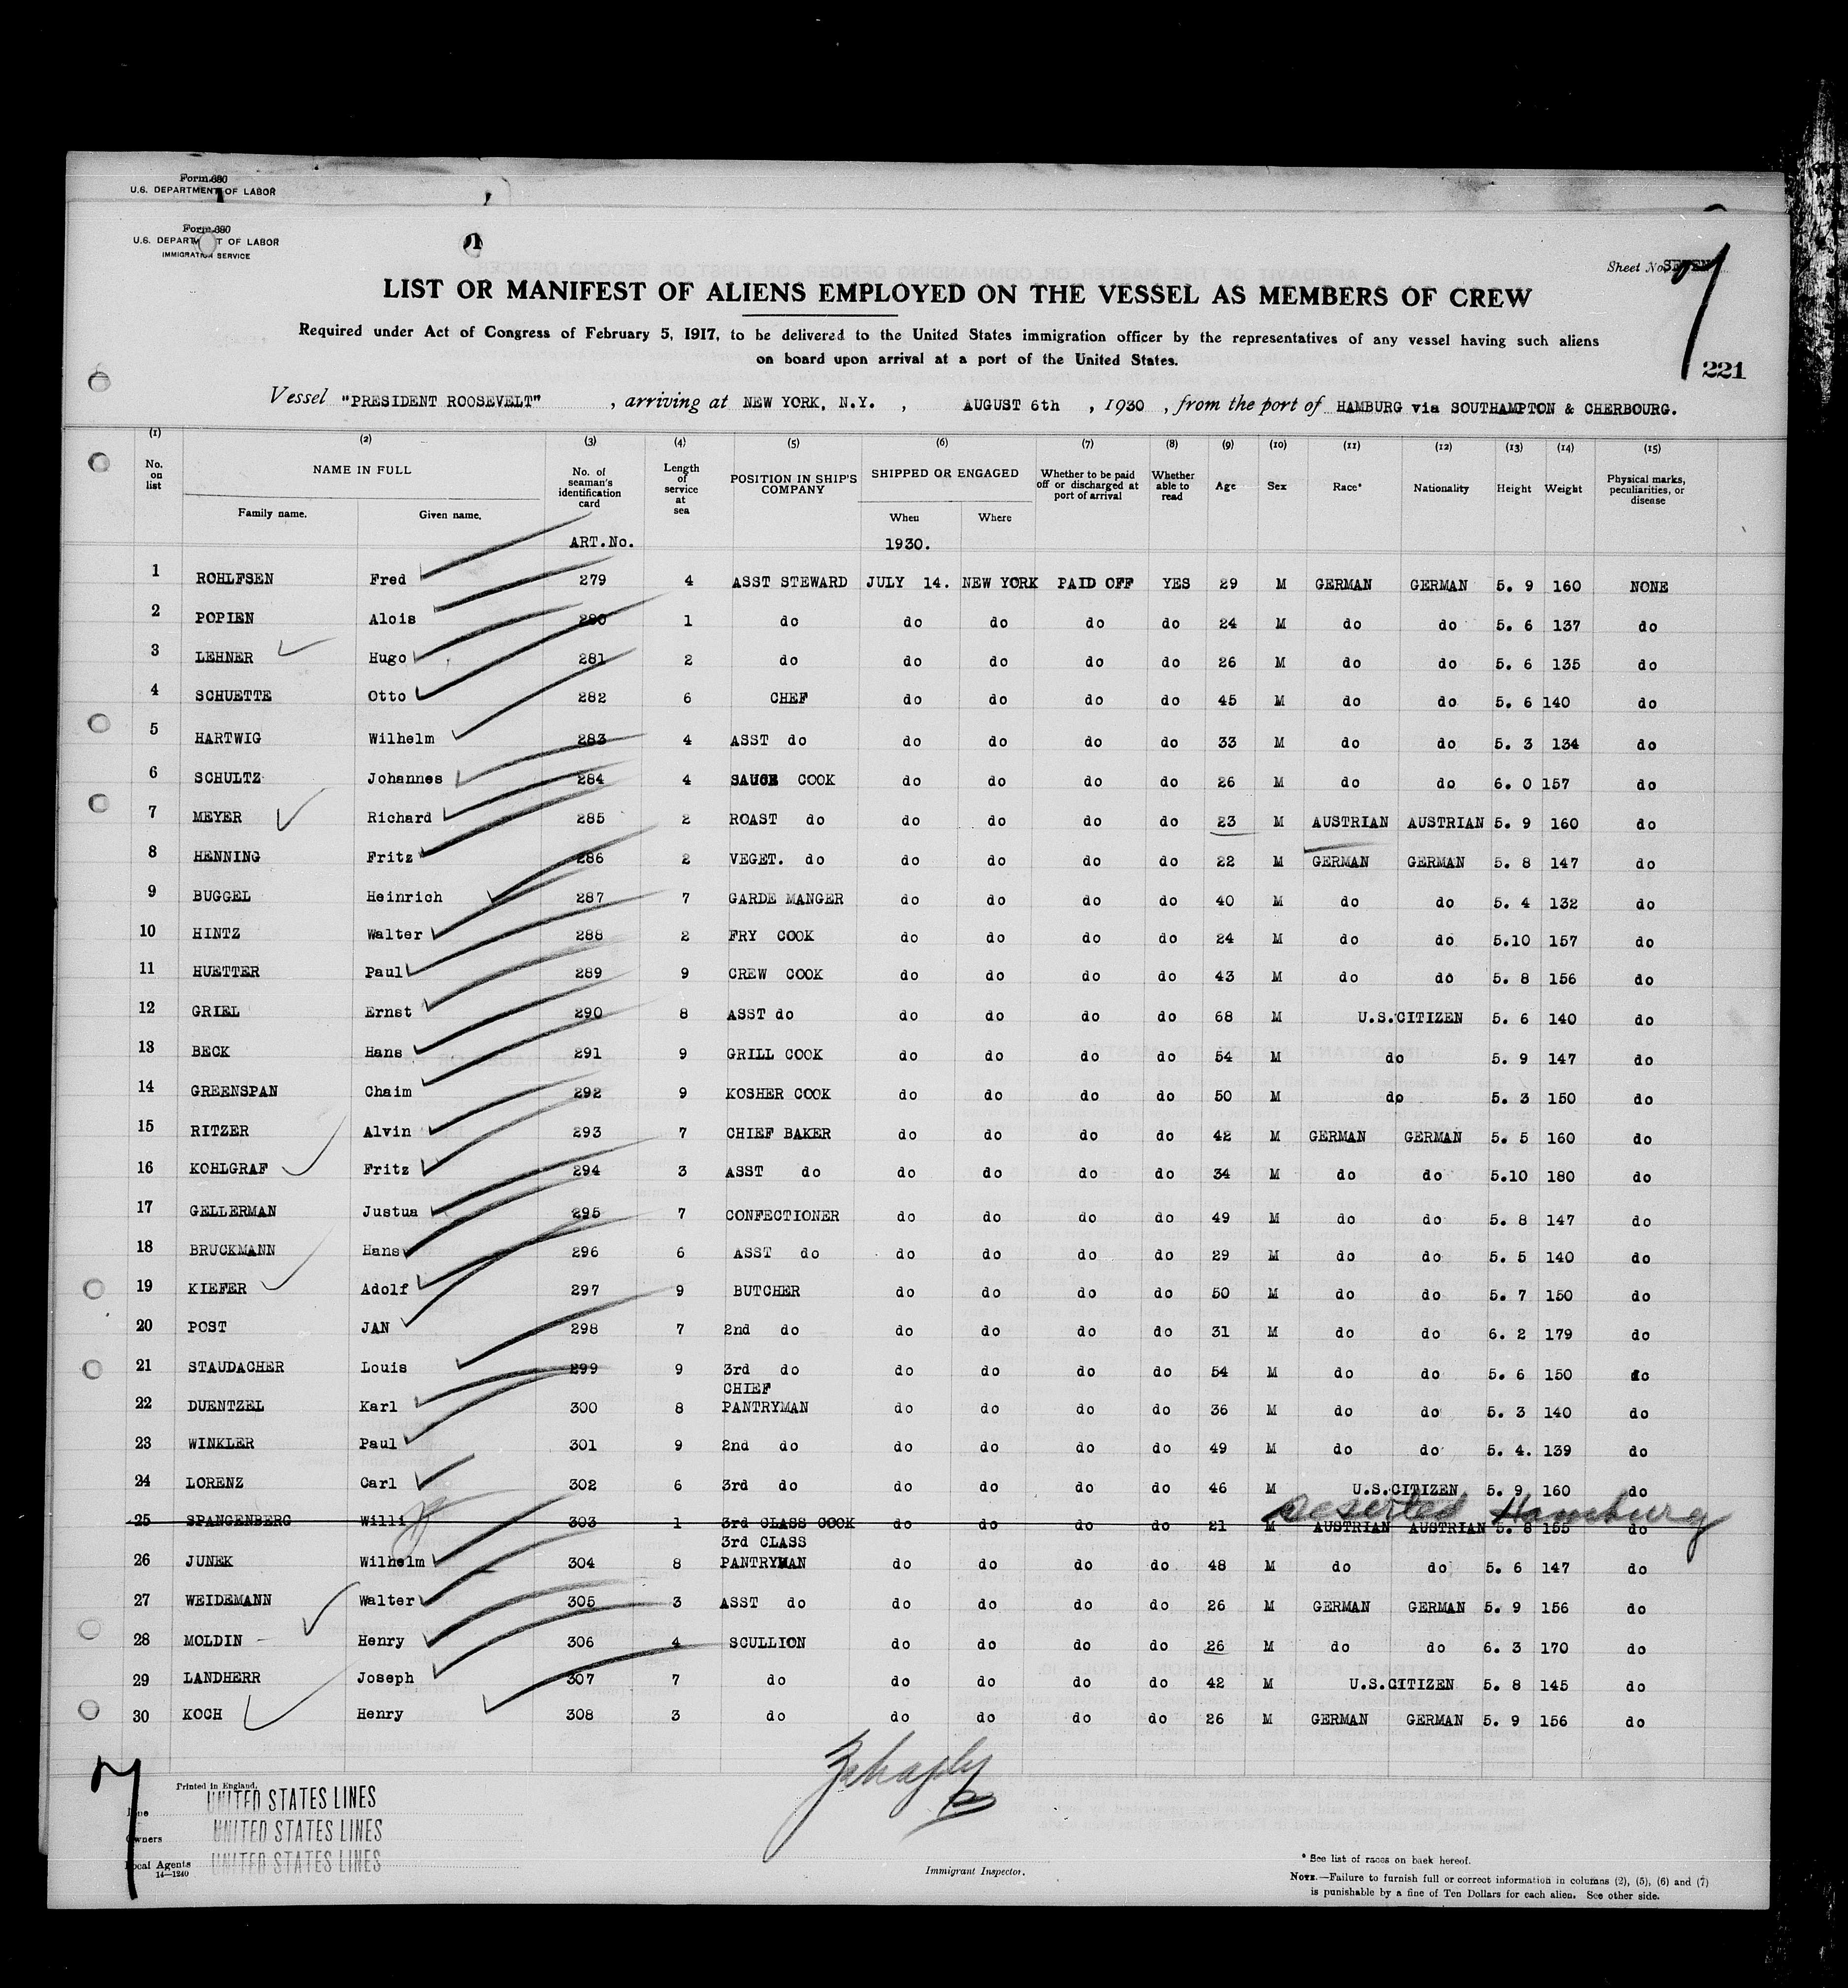 Form 680
U.S. DEPARTMENT OF LABOR
Form 680
U.S. DEPARTMENT OF LABOR
IMMIGRATION SERVICE
Sheet No. SEVEN 7
LIST OR MANIFEST OF ALIENS EMPLOYED ON THE VESSEL AS MEMBERS OF CREW
Required under Act of Congress of February 5, 1917, to be delivered to the United States immigration officer by the representatives of any vessel having such aliens
on board upon arrival at a port of the United States.
221
Vessel "PRESIDENT ROOSEVELT" , arriving at NEW YORK, N.Y. , AUGUST 6th , 1930 , from the port of HAMBURG via SOUTHAMPTON & CHERBOURG.
(1) (2) (3) (4) (5) (6) (7) (8) (9) (10) (11) (12) (13) (14) (15)
No. on list NAME IN FULL Family name. Given name. No. of seaman's identification card Length of service at sea POSITION IN SHIP'S COMPANY SHIPPED OR ENGAGED When Where Whether to be paid off or discharged at port of arrival Whether able to read Age Sex Race* Nationality Height Weight Physical marks, peculiarities, or disease
ART.No. 1930.
1 ROHLFSEN Fred 279 4 ASST STEWARD JULY 14. NEW YORK PAID OFF YES 29 M GERMAN GERMAN 5. 9 160 NONE
2 POPIEN Alois 280 1 do do do do do 24 M do do 5. 6 137 do
3 LEHNER Hugo 281 2 do do do do do 26 M do do 5. 6 135 do
4 SCHUETTE Otto 282 6 CHEF do do do do 45 M do do 5. 6 140 do
5 HARTWIG Wilhelm 283 4 ASST do do do do do 33 M do do 5. 3 134 do
6 SCHULTZ Johannes 284 4 SAUCE COOK do do do do 26 M do do 6. 0 157 do
7 MEYER Richard 285 2 ROAST do do do do do 23 M AUSTRIAN AUSTRIAN 5. 9 160 do
8 HENNING Fritz 286 2 VEGET. do do do do do 22 M GERMAN GERMAN 5. 8 147 do
9 BUGGEL Heinrich 287 7 GARDE MANGER do do do do 40 M do do 5. 4 132 do
10 HINTZ Walter 288 2 FRY COOK do do do do 24 M do do 5.10 157 do
11 HUETTER Paul 289 9 CREW COOK do do do do 43 M do do 5. 8 156 do
12 GRIEL Ernst 290 8 ASST do do do do do 68 M U.S.CITIZEN 5. 6 140 do
13 BECK Hans 291 9 GRILL COOK do do do do 54 M do 5. 9 147 do
14 GREENSPAN Chaim 292 9 KOSHER COOK do do do do 50 M do 5. 3 150 do
15 RITZER Alvin 293 7 CHIEF BAKER do do do do 42 M GERMAN GERMAN 5. 5 160 do
16 KOHLGRAF Fritz 294 3 ASST do do do do do 34 M do do 5.10 180 do
17 GELLERMAN Justus 295 7 CONFECTIONER do do do do 49 M do do 5. 8 147 do
18 BRUCKMANN Hans 296 6 ASST do do do do do 29 M do do 5. 5 140 do
19 KIEFER Adolf 297 9 BUTCHER do do do do 50 M do do 5. 7 150 do
20 POST JAN 298 7 2nd do do do do do 31 M do do 6. 2 179 do
21 STAUDACHER Louis 299 9 3rd do do do do do 54 M do do 5. 6 150 do
22 DUENTZEL Karl 300 8 CHIEF PANTRYMAN do do do do 36 M do do 5. 3 140 do
23 WINKLER Paul 301 9 2nd do do do do do 49 M do do 5. 4. 139 do
24 LORENZ Carl 302 6 3rd do do do do do 46 M U.S.CITIZEN 5. 9 160 do
Deserted Hamburg
25 SPANGENBERG Willi 303 1 3rd CLASS COOK do do do do 21 M AUSTRIAN AUSTRIAN 5. 8 155 do
26 JUNEK Wilhelm 304 8 3rd CLASS PANTRYMAN do do do do 48 M do do 5. 6 147 do
27 WEIDEMANN Walter 305 3 ASST do do do do do 26 M GERMAN GERMAN 5. 9 156 do
28 MOLDIN Henry 306 4 SCULLION do do do do 26 M do do 6. 3 170 do
29 LANDHERR Joseph 307 7 do do do do do 42 M U.S.CITIZEN 5. 8 145 do
30 KOCH Henry 308 3 do do do do do 26 M GERMAN GERMAN 5. 9 156 do
7
Printed in England.
Line UNITED STATES LINES
Owners UNITED STATES LINES
Local Agents UNITED STATES LINES
14—1240
Immigrant Inspector.
* See list of races on back hereof.
NOTE.—Failure to furnish full or correct information in columns (2), (5), (6) and (7)
is punishable by a fine of Ten Dollars for each alien. See other side.